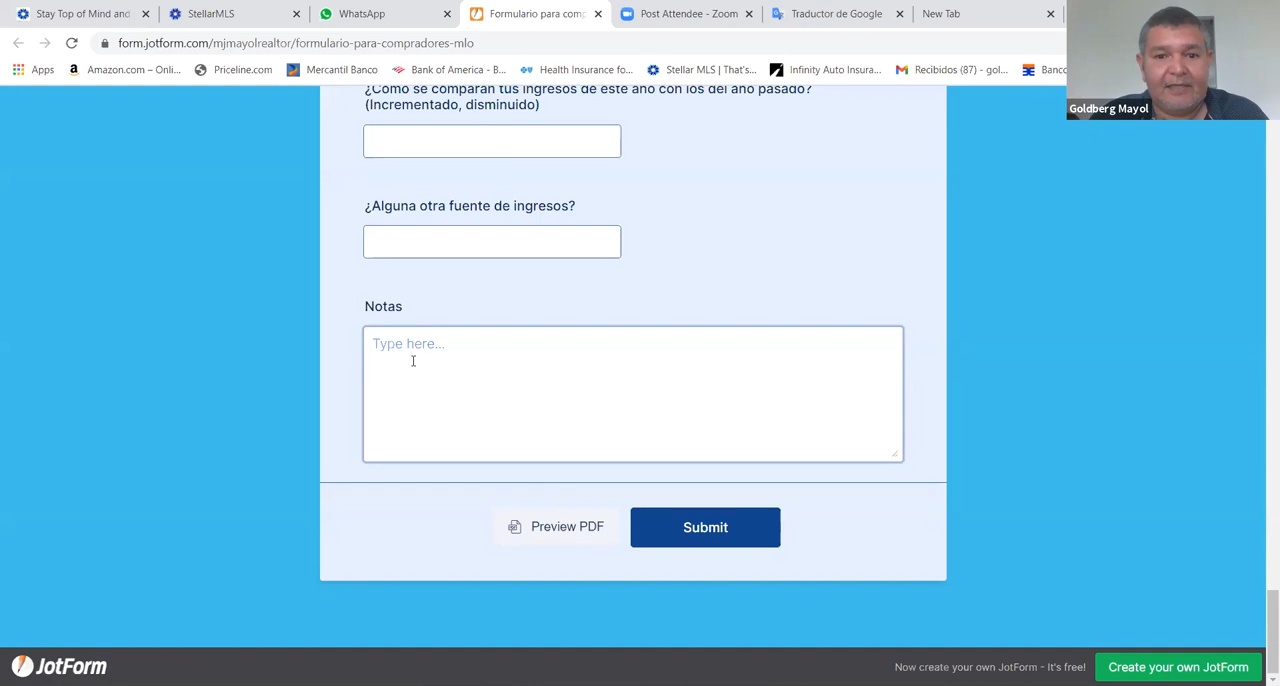 Stay Top of Mind and
StellarMLS
WhatsApp
Formulario para comp
Post Attendee - Zoom
Traductor de Google
New Tab
form.jotform.com/mjmayolrealtor/formulario-para-compradores-mlo
Apps
Amazon.com – Onli...
Priceline.com
Mercantil Banco
Bank of America - b...
Health Insurance fo...
Stellar MLS | That's...
Infinity Auto Insura...
Recibidos (87) - gol...
Banco
Goldberg Mayol
¿Cómo se comparan tus ingresos de este año con los del año pasado?
(Incrementado, disminuido)
¿Alguna otra fuente de ingresos?
Notas
Type here...
Preview PDF
Submit
JotForm
Now create your own JotForm - It's free!
Create your own JotForm